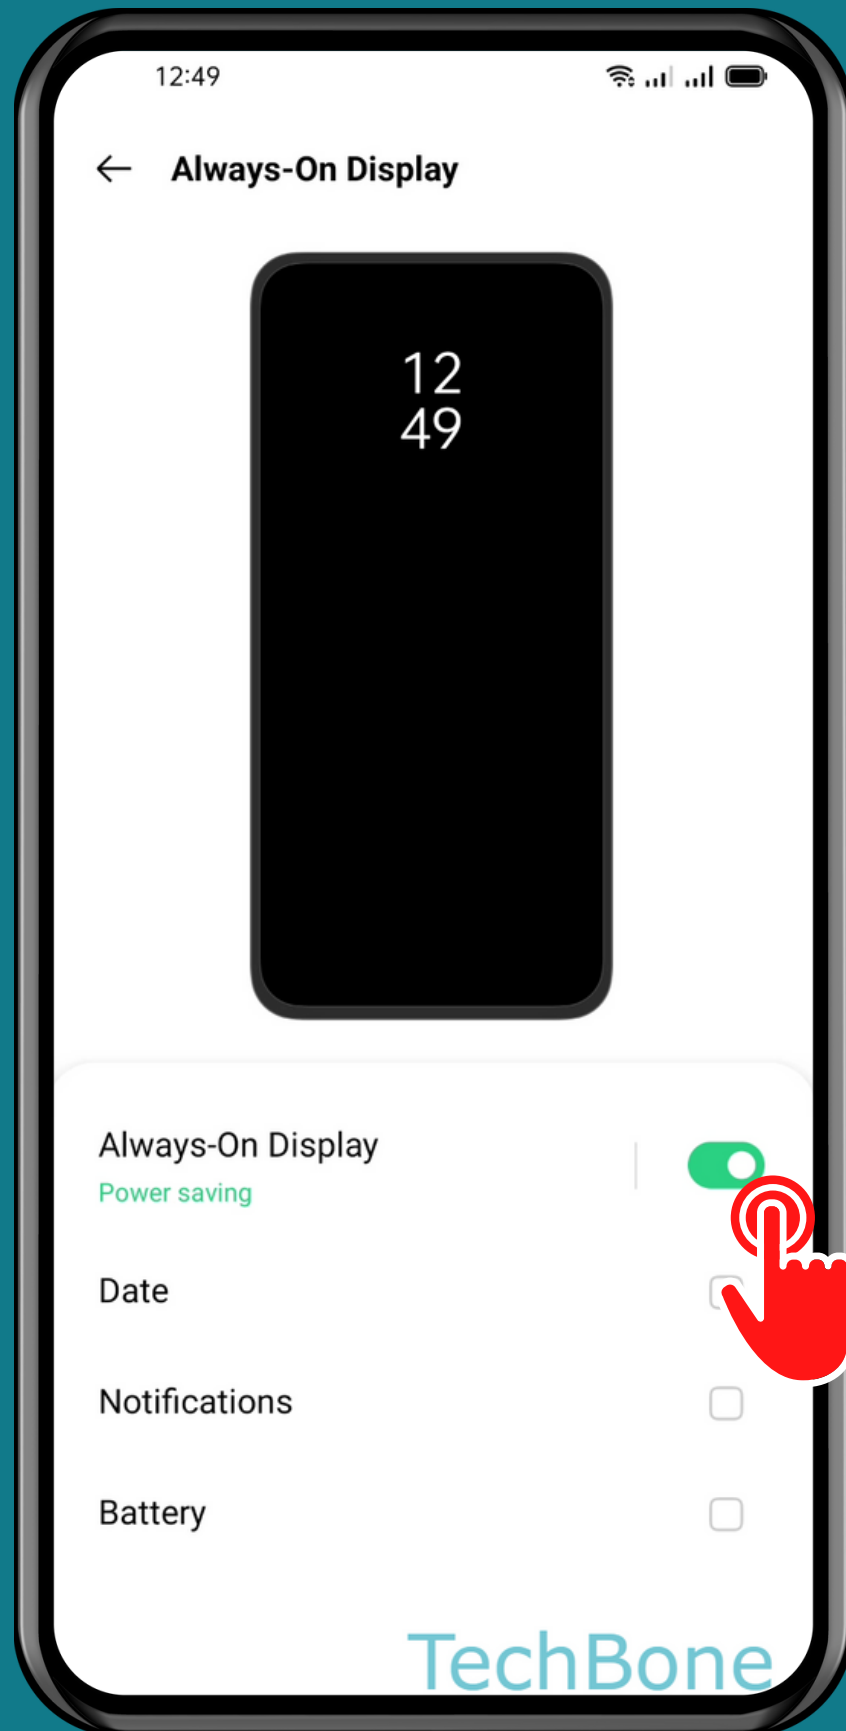 12:49
Always-On Display
12
49
Always-On Display
Power saving
Date
Notifications
Battery
TechBone